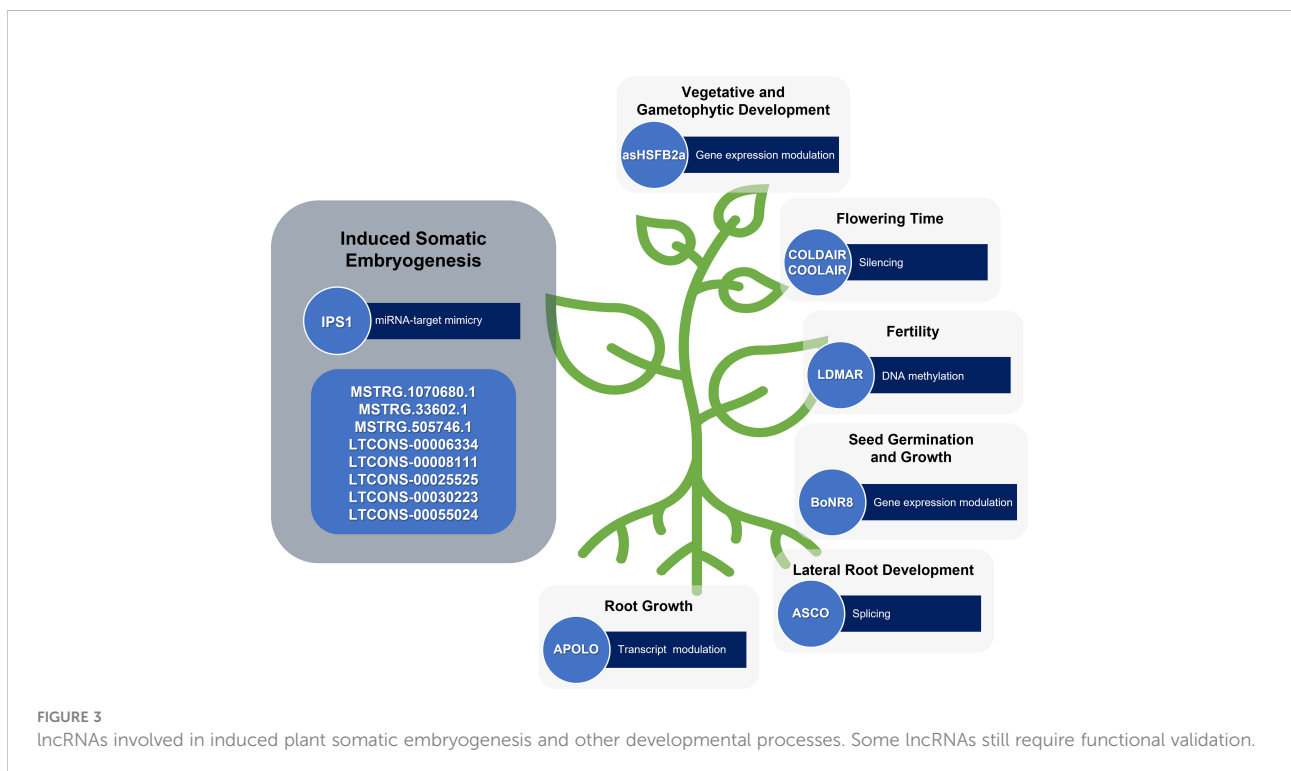 Vegetative and
Gametophytic Development
asHSFB2a
Gene expression modulation
Induced Somatic
Embryogenesis
IPS1
miRNA-target mimicry
MSTRG.1070680.1
MSTRG.33602.1
MSTRG.505746.1
LTCONS-00006334
LTCONS-00008111
LTCONS-00025525
LTCONS-00030223
LTCONS-00055024
Flowering Time
COLDAIR
COOLAIR
Silencing
Fertility
LDMAR
DNA methylation
Seed Germination
and Growth
BoNR8
Gene expression modulation
Lateral Root Development
ASCO
Splicing
Root Growth
APOLO
Transcript modulation
FIGURE 3
lncRNAs involved in induced plant somatic embryogenesis and other developmental processes. Some lncRNAs still require functional validation.